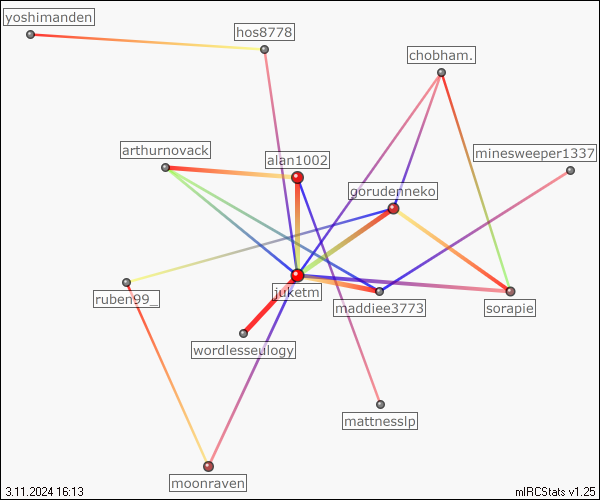 yoshimanden
hos8778
chobham.
arthurnovack
alan1002
minesweeper1337
gorudenneko
ruben99_
juketm
maddiee3773
sorapie
wordlesseulogy
mattnesslp
moonraven
3.11.2024 16:13
mIRCStats v1.25